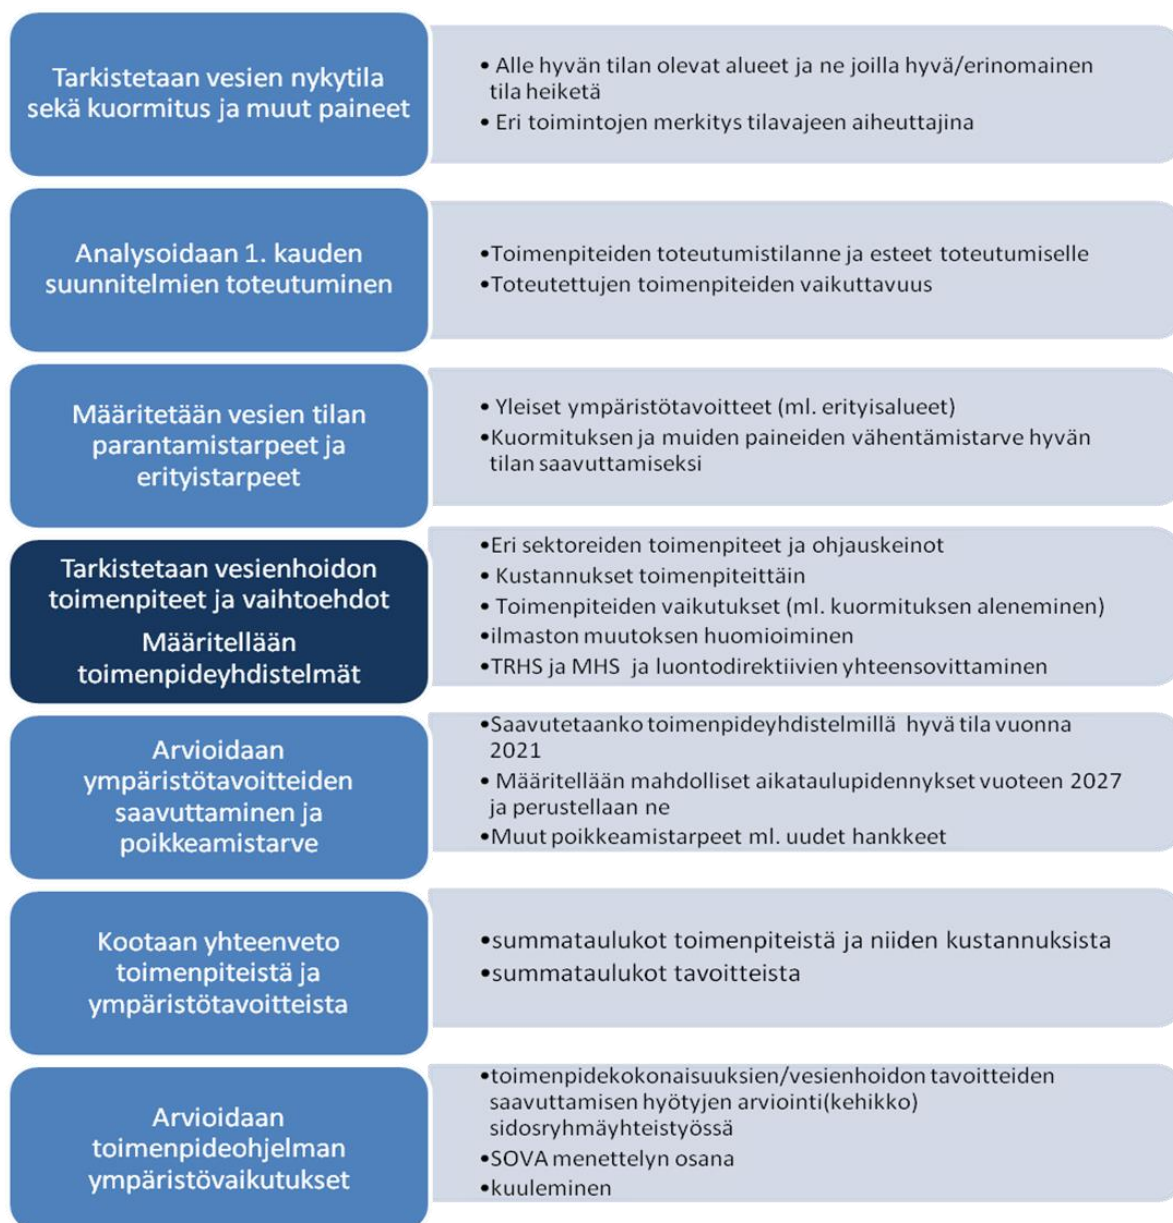 Tarkistetaan vesien nykytila
sekä kuormitus ja muut paineet
• Alle hyvän tilan olevat alueet ja ne joilla hyvä/erinomainen
tila heiketä
• Eri toimintojen merkitys tilavajeen aiheuttajina
Analysoidaan 1. kauden
suunnitelmien toteutuminen
•Toimenpiteiden toteutumistilanne ja esteet toteutumiselle
•Toteutettujen toimenpiteiden vaikuttavuus
Määritetään vesien tilan
parantamistarpeet ja
erityistarpeet
• Yleiset ympäristötavoitteet (ml. erityisalueet)
•Kuormituksen ja muiden paineiden vähentämistarve hyvän
tilan saavuttamiseksi
Tarkistetaan vesienhoidon
toimenpiteet ja vaihtoehdot
Määritellään
toimenpideyhdistelmät
•Eri sektoreiden toimenpiteet ja ohjauskeinot
• Kustannukset toimenpiteittäin
• Toimenpiteiden vaikutukset (ml. kuormituksen aleneminen)
•ilmaston muutoksen huomioiminen
•TRHS ja MHS ja luontodirektiivien yhteensovittaminen
Arvioidaan
ympäristötavoitteiden
saavuttaminen ja
poikkeamistarve
•Saavutetaanko toimenpideyhdistelmillä hyvä tila vuonna
2021
• Määritellään mahdolliset aikataulupidennykset vuoteen 2027
ja perustellaan ne
•Muut poikkeamistarpeet ml. uudet hankkeet
Kootaan yhteenveto
toimenpiteistä ja
ympäristötavoitteista
•summataulukot toimenpiteistä ja niiden kustannuksista
•summataulukot tavoitteista
Arvioidaan
toimenpideohjelman
ympäristövaikutukset
•toimenpidekokonaisuuksien/vesienhoidon tavoitteiden
saavuttamisen hyötyjen arviointi(kehikko)
sidosryhmäyhteistyössä
•SOVA menettelyn osana
•kuuleminen